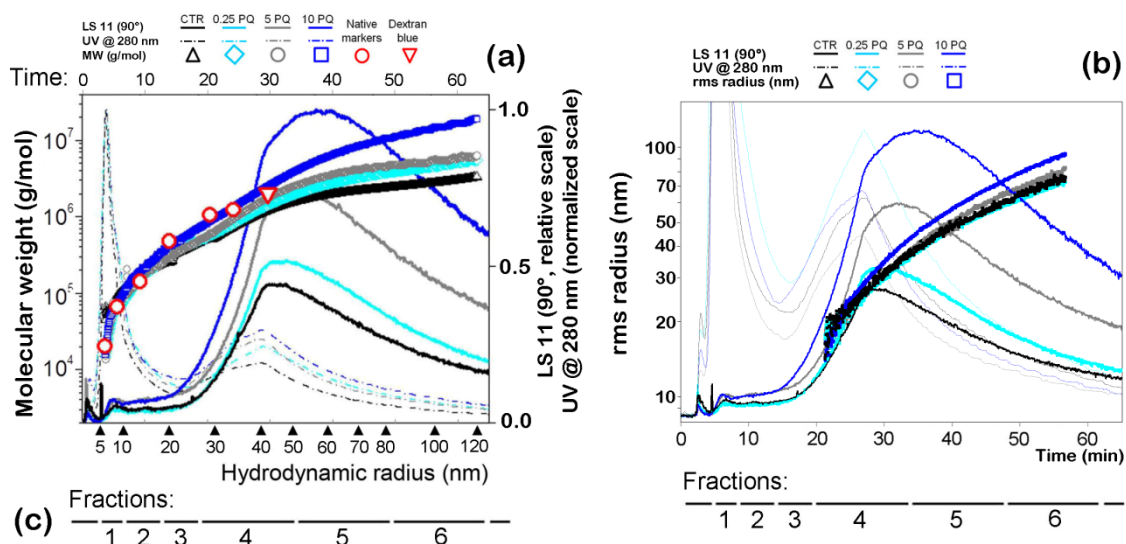 CTR 0.25 PQ 5 PQ 10 PQ Native markers Dextran blue
LS 11 (90°)
UV @ 280 nm
MW (g/mol)
(a)
Time: 0 10 20 30 40 50 60
Molecular weight (g/mol)
10⁷
10⁶
10⁵
10⁴
1.0
0.5
0.0
LS 11 (90°, relative scale)
UV @ 280 nm (normalized scale)
5 10 20 30 40 50 60 70 80 100 120
Hydrodynamic radius (nm)
CTR 0.25 PQ 5 PQ 10 PQ
LS 11 (90°)
UV @ 280 nm
rms radius (nm)
(b)
rms radius (nm)
100
70
50
40
30
20
10
0 10 20 30 40 50 60
Time (min)
(c)
Fractions:
1 2 3 4 5 6
Fractions:
1 2 3 4 5 6